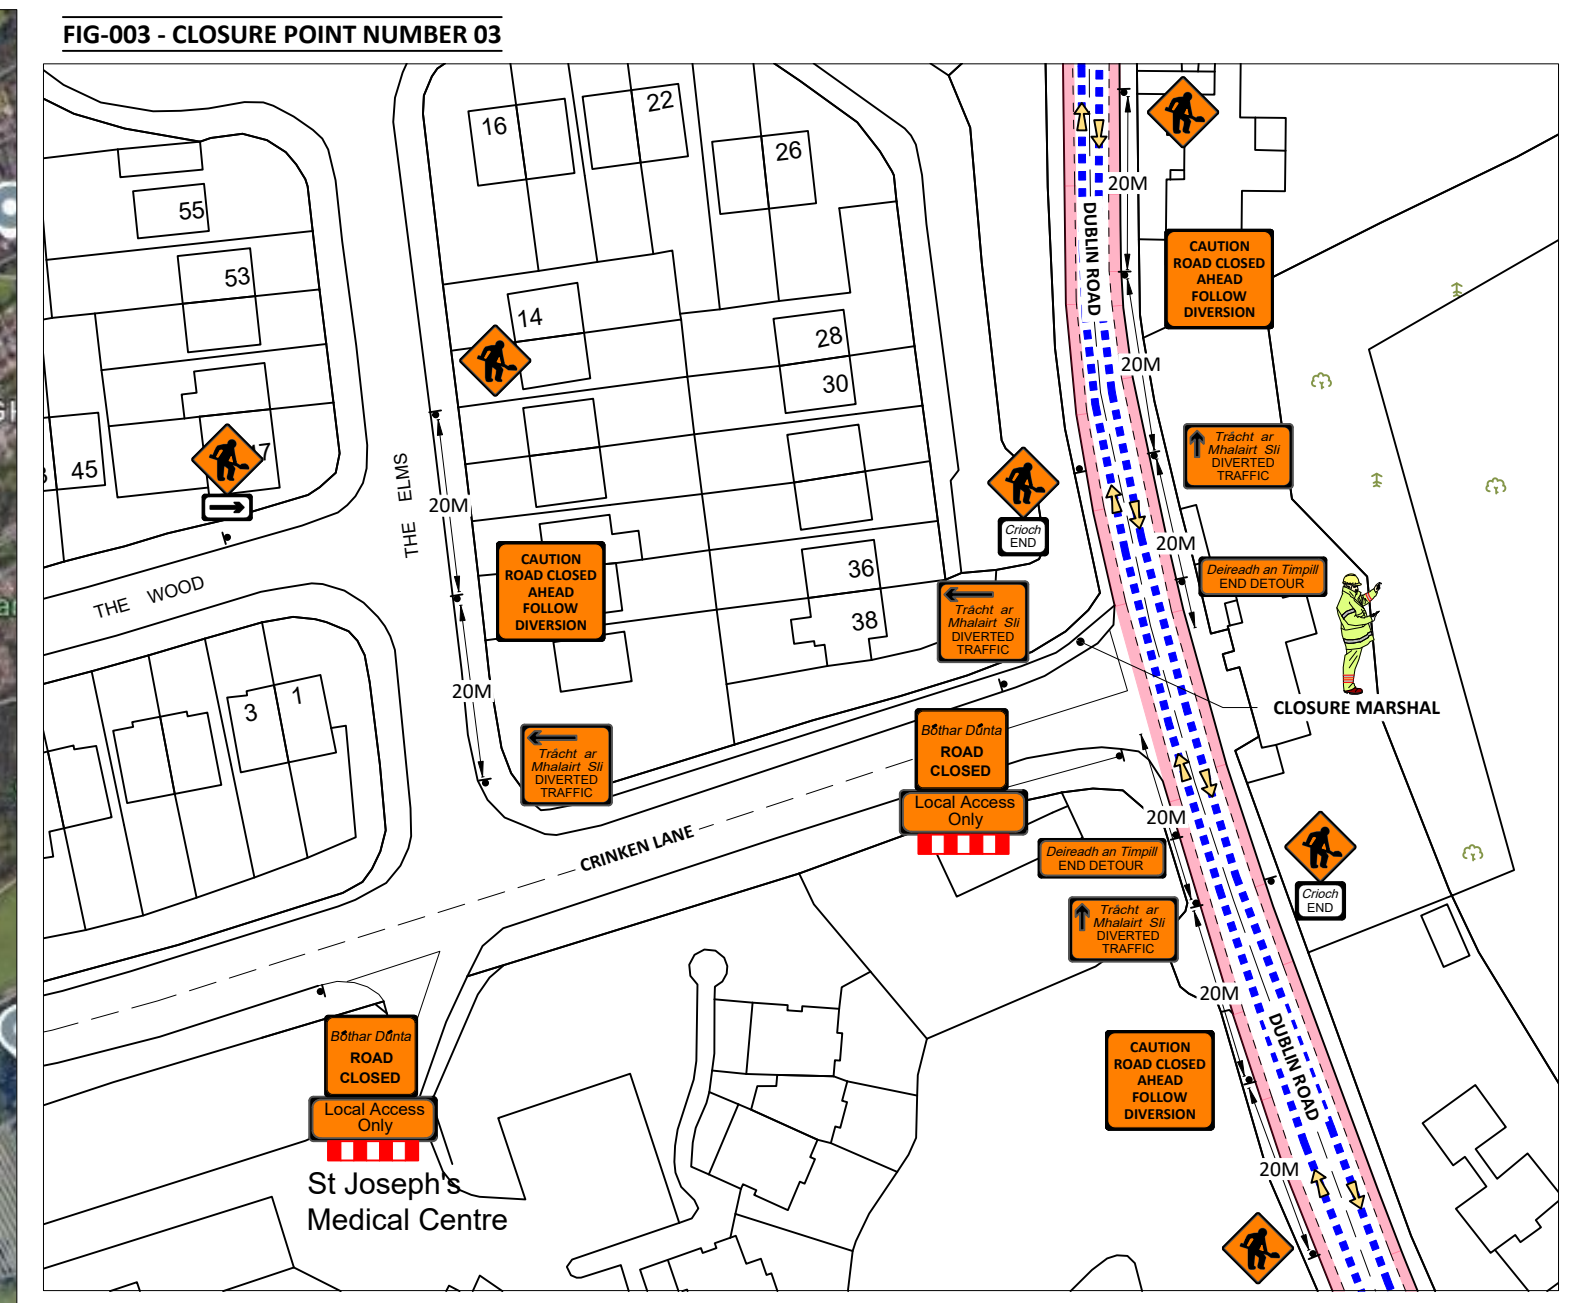 FIG-003 - CLOSURE POINT NUMBER 03
16
22
26
55
53
14
28
30
45
17
36
38
3
1
THE ELMS
THE WOOD
20M
20M
CAUTION
ROAD CLOSED
AHEAD
FOLLOW
DIVERSION
Trácht ar
Mhalairt Slí
DIVERTED
TRAFFIC
20M
20M
20M
DUBLIN ROAD
CAUTION
ROAD CLOSED
AHEAD
FOLLOW
DIVERSION
Trácht ar
Mhalairt Slí
DIVERTED
TRAFFIC
Deireadh an Timpill
END DETOUR
Críoch
END
Trácht ar
Mhalairt Slí
DIVERTED
TRAFFIC
CLOSURE MARSHAL
Bóthar Dúnta
ROAD
CLOSED
Local Access
Only
CRINKEN LANE
20M
Deireadh an Timpill
END DETOUR
Trácht ar
Mhalairt Slí
DIVERTED
TRAFFIC
Críoch
END
20M
DUBLIN ROAD
CAUTION
ROAD CLOSED
AHEAD
FOLLOW
DIVERSION
20M
Bóthar Dúnta
ROAD
CLOSED
Local Access
Only
St Joseph's
Medical Centre